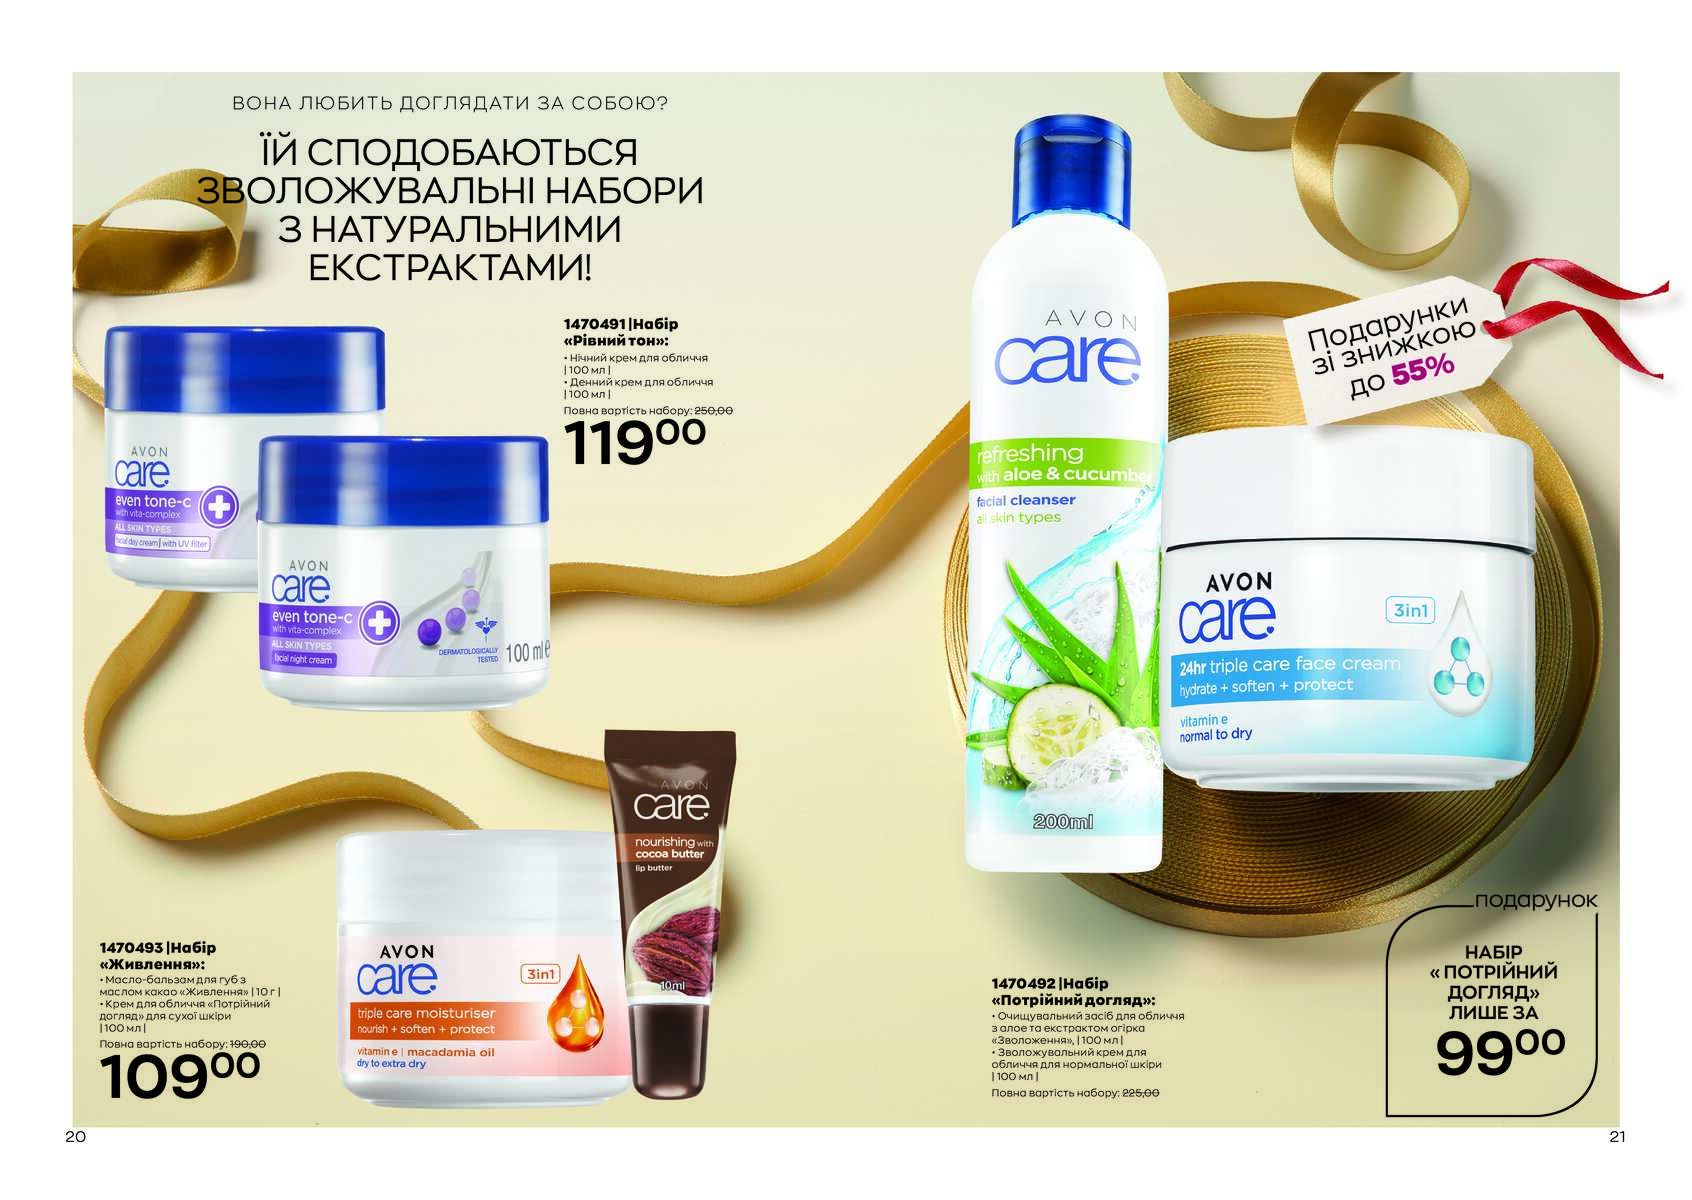 ВОНА ЛЮБИТЬ ДОГЛЯДАТИ ЗА СОБОЮ?
ЇЙ СПОДОБАЮТЬСЯ
ЗВОЛОЖУВАЛЬНІ НАБОРИ
З НАТУРАЛЬНИМИ
ЕКСТРАКТАМИ!
1470491|Набір
«Рівний тон»:
• Нічний крем для обличчя
| 100 мл |
• Денний крем для обличчя
| 100 мл |
Повна вартість набору: 250,00
119⁰⁰
AVON
care
even tone-c
with vita-complex
ALL SKIN TYPES
facial day cream | with UV filter
AVON
care
even tone-c
with vita-complex
ALL SKIN TYPES
facial night cream
DERMATOLOGICALLY
TESTED
100 ml e
AVON
care
nourishing with
cocoa butter
lip butter
10ml
AVON
care
3in1
triple care moisturiser
nourish + soften + protect
vitamin e | macadamia oil
dry to extra dry
1470493|Набір
«Живлення»:
• Масло-бальзам для губ з
маслом какао «Живлення» | 10 г |
• Крем для обличчя «Потрійний
догляд» для сухої шкіри
| 100 мл |
Повна вартість набору: 190,00
109⁰⁰
20
AVON
care
refreshing
with aloe & cucumber
facial cleanser
all skin types
200ml
Подарунки
зі знижкою
до 55%
AVON
care
3in1
24hr triple care face cream
hydrate + soften + protect
vitamin e
normal to dry
1470492|Набір
«Потрійний догляд»:
• Очищувальний засіб для обличчя
з алое та екстрактом огірка
«Зволоження», | 100 мл |
• Зволожувальний крем для
обличчя для нормальної шкіри
| 100 мл |
Повна вартість набору: 225,00
подарунок
НАБІР
« ПОТРІЙНИЙ
ДОГЛЯД»
ЛИШЕ ЗА
99⁰⁰
21